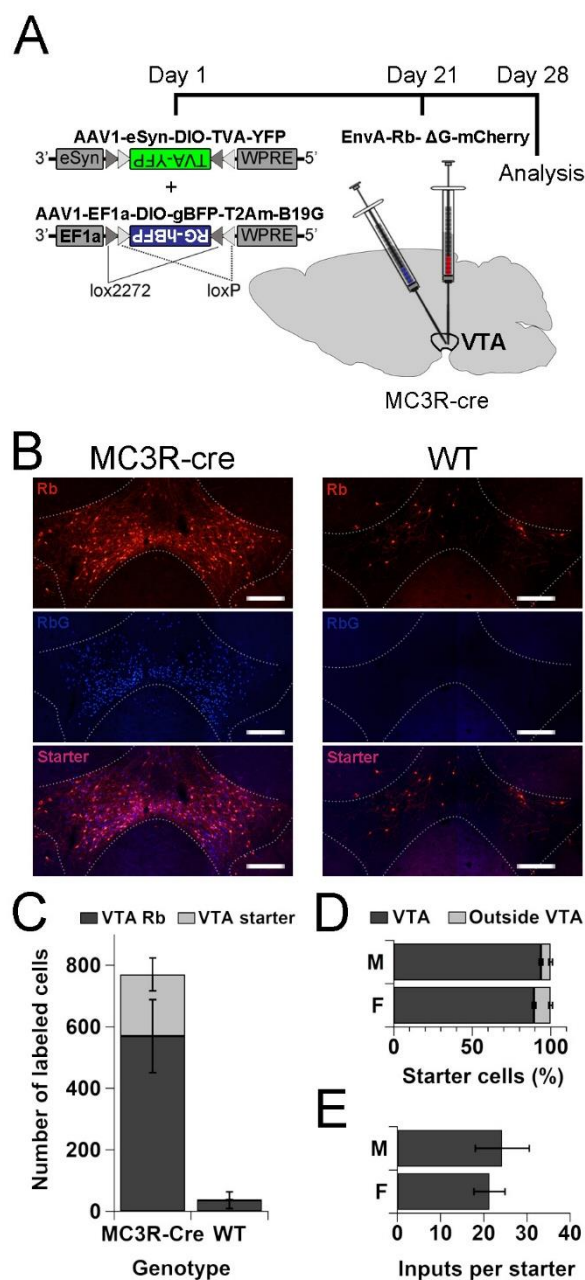 A
Day 1 Day 21 Day 28
AAV1-eSyn-DIO-TVA-YFP
EnvA-Rb- ΔG-mCherry
Analysis
3' eSyn TVA-YFP WPRE 5'
+
AAV1-EF1a-DIO-gBFP-T2Am-B19G
3' EF1a RG-hBFP WPRE 5'
lox2272 loxP
VTA
MC3R-cre
B
MC3R-cre WT
Rb Rb
RbG RbG
Starter Starter
C
VTA Rb VTA starter
Number of labeled cells
800
600
400
200
0
MC3R-Cre WT
Genotype
D
VTA Outside VTA
M
F
0 50 100
Starter cells (%)
E
M
F
0 10 20 30 40
Inputs per starter